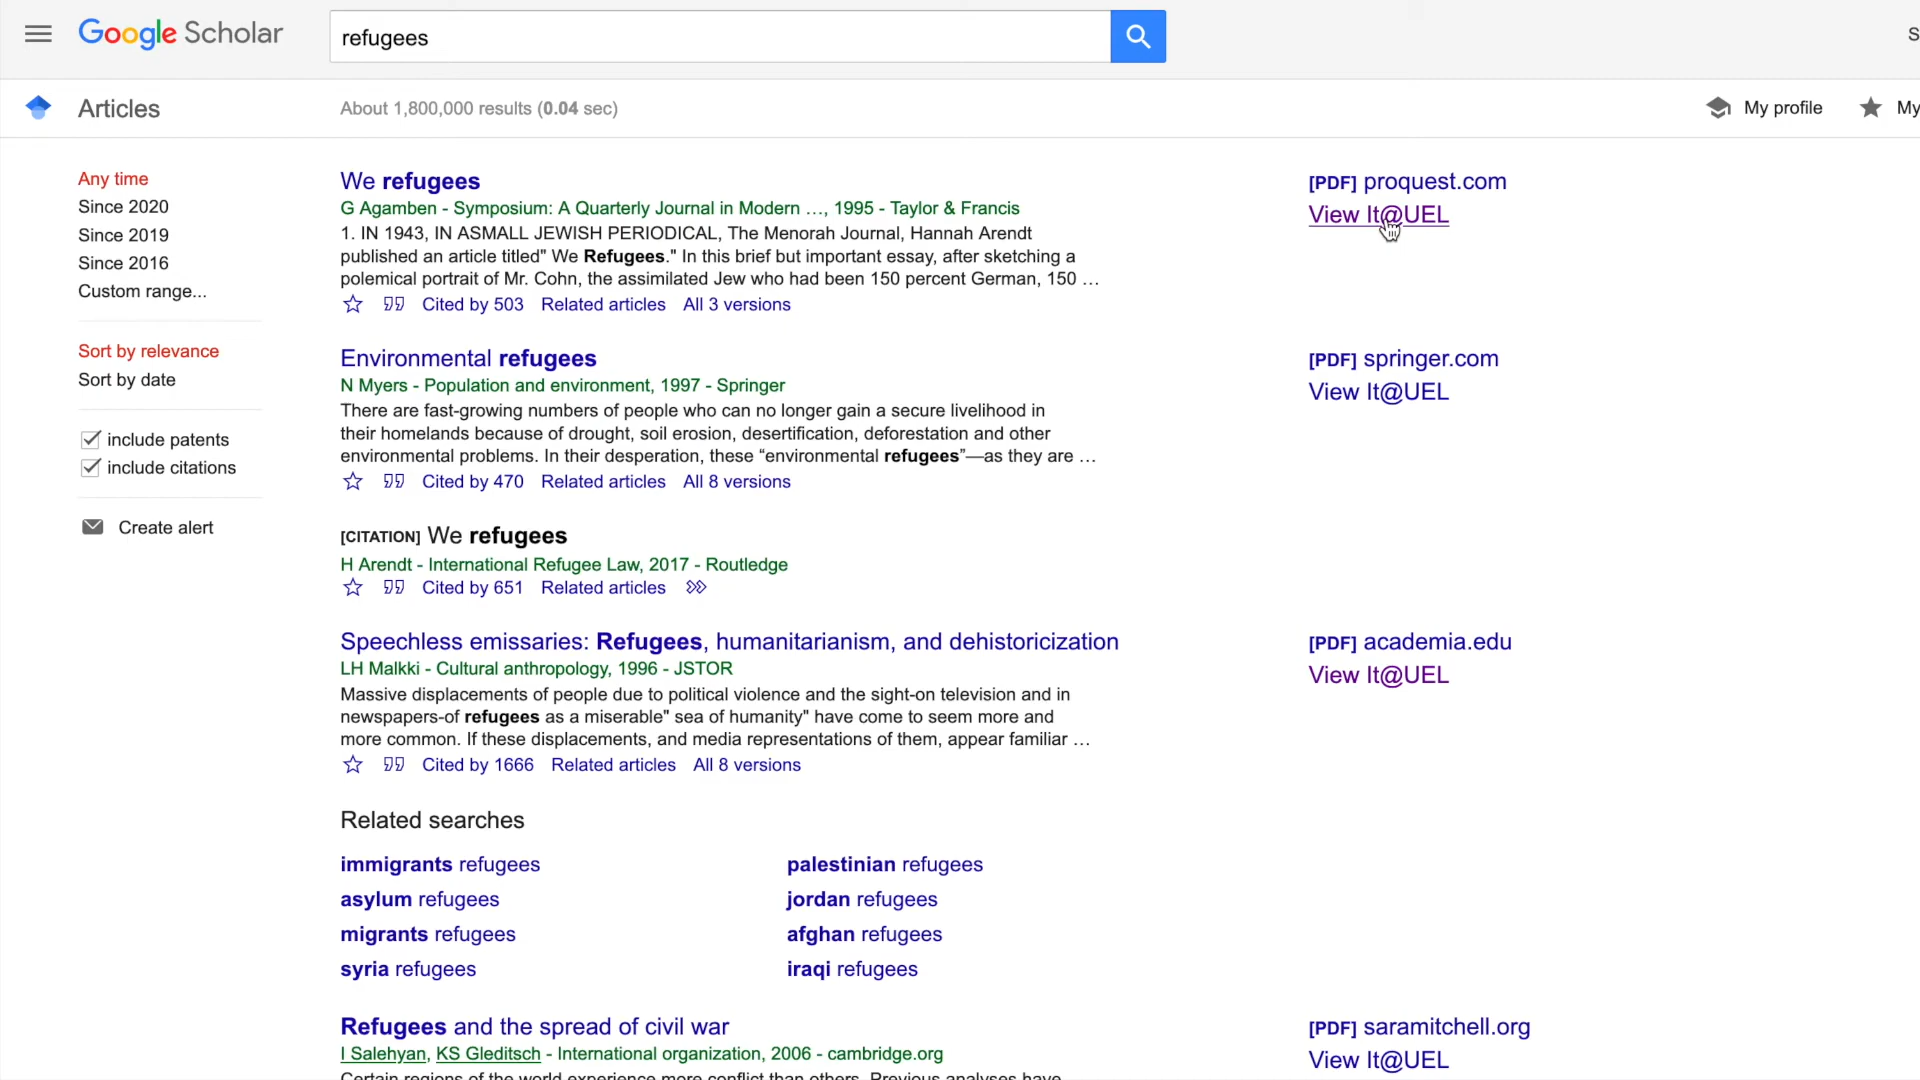 Google Scholar
refugees
S
Articles
About 1,800,000 results (0.04 sec)
My profile
My
Any time
Since 2020
Since 2019
Since 2016
Custom range...
Sort by relevance
Sort by date
include patents
include citations
Create alert
We refugees
G Agamben - Symposium: A Quarterly Journal in Modern …, 1995 - Taylor & Francis
1. IN 1943, IN ASMALL JEWISH PERIODICAL, The Menorah Journal, Hannah Arendt
published an article titled" We Refugees." In this brief but important essay, after sketching a
polemical portrait of Mr. Cohn, the assimilated Jew who had been 150 percent German, 150 …
Cited by 503 Related articles All 3 versions
[PDF] proquest.com
View It@UEL
Environmental refugees
N Myers - Population and environment, 1997 - Springer
There are fast-growing numbers of people who can no longer gain a secure livelihood in
their homelands because of drought, soil erosion, desertification, deforestation and other
environmental problems. In their desperation, these “environmental refugees”—as they are …
Cited by 470 Related articles All 8 versions
[PDF] springer.com
View It@UEL
[CITATION] We refugees
H Arendt - International Refugee Law, 2017 - Routledge
Cited by 651 Related articles
Speechless emissaries: Refugees, humanitarianism, and dehistoricization
LH Malkki - Cultural anthropology, 1996 - JSTOR
Massive displacements of people due to political violence and the sight-on television and in
newspapers-of refugees as a miserable" sea of humanity" have come to seem more and
more common. If these displacements, and media representations of them, appear familiar …
Cited by 1666 Related articles All 8 versions
[PDF] academia.edu
View It@UEL
Related searches
immigrants refugees
asylum refugees
migrants refugees
syria refugees
palestinian refugees
jordan refugees
afghan refugees
iraqi refugees
Refugees and the spread of civil war
I Salehyan, KS Gleditsch - International organization, 2006 - cambridge.org
Certain regions of the world experience more conflict than others. Previous analyses have
[PDF] saramitchell.org
View It@UEL